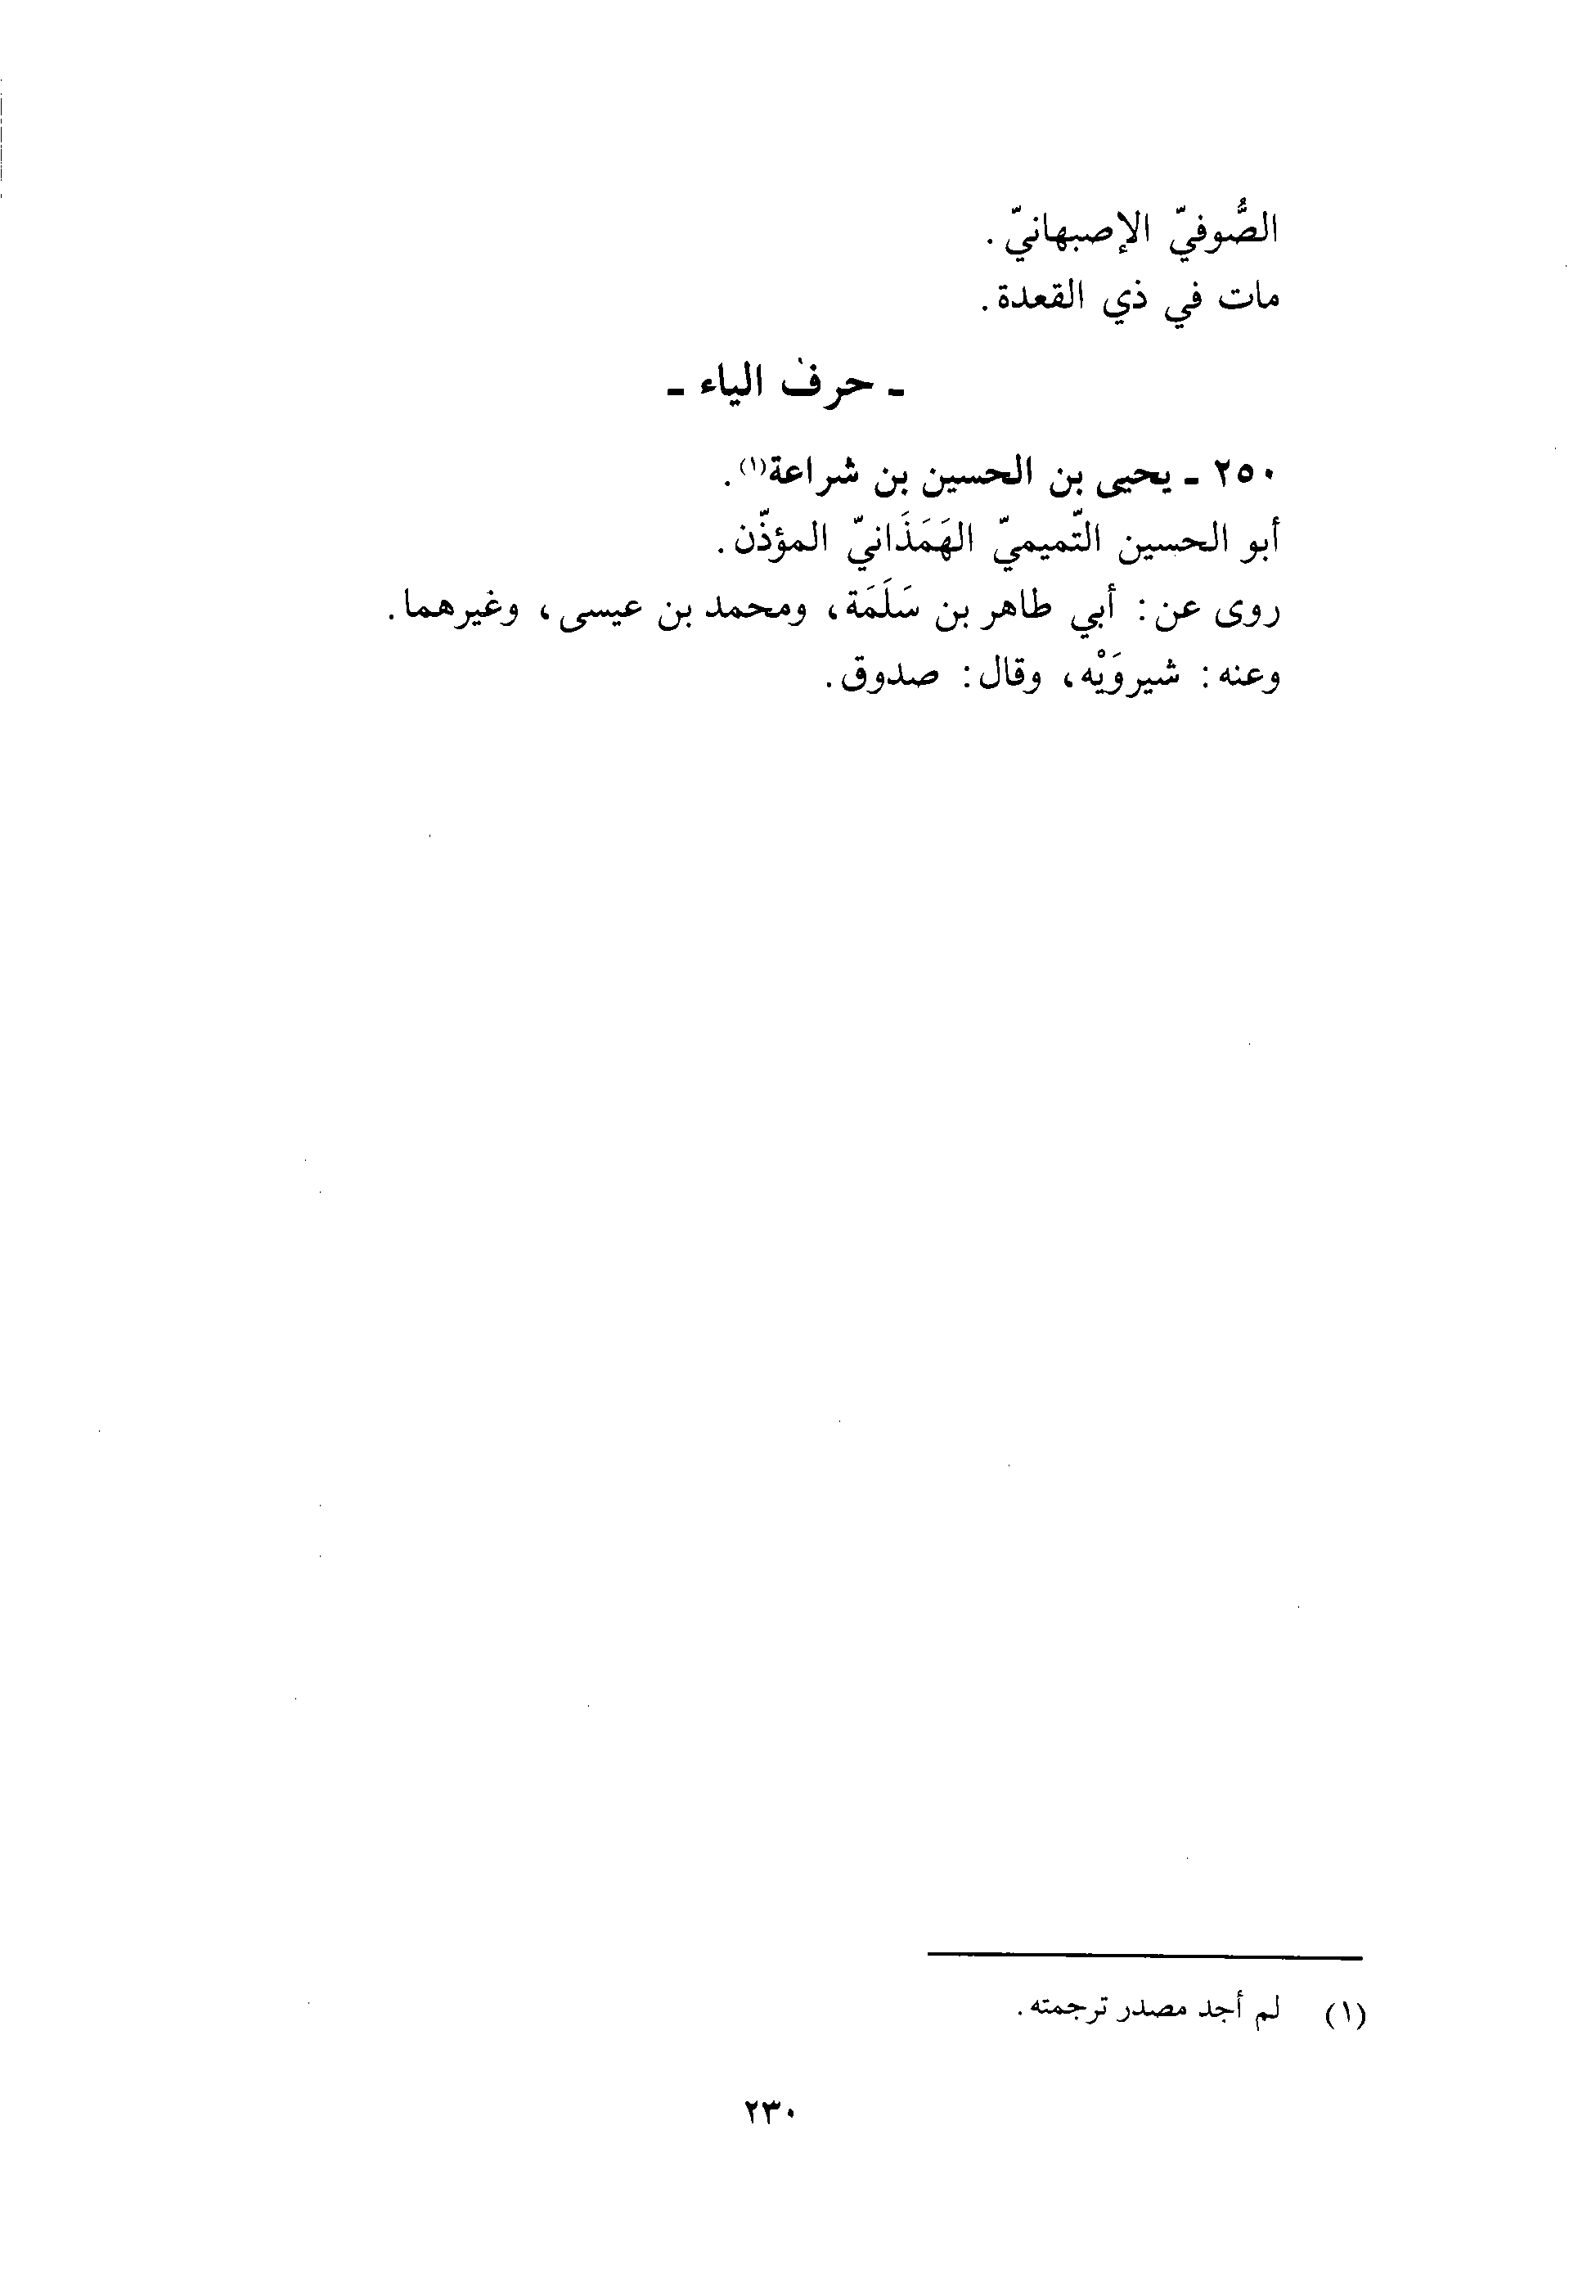 الصُّوفيّ الإصبهانيّ.
مات في ذي القعدة.
ـ حرف الياء ـ
٢٥٠ ـ يحيى بن الحسين بن شراعة(١).
أبو الحسين التّميميّ الهَمَذَانيّ المؤذّن.
روى عن: أبي طاهر بن سَلَمَة، ومحمد بن عيسى، وغيرهما.
وعنه: شيروَيْه، وقال: صدوق.
(١) لم أجد مصدر ترجمته.
٢٣٠